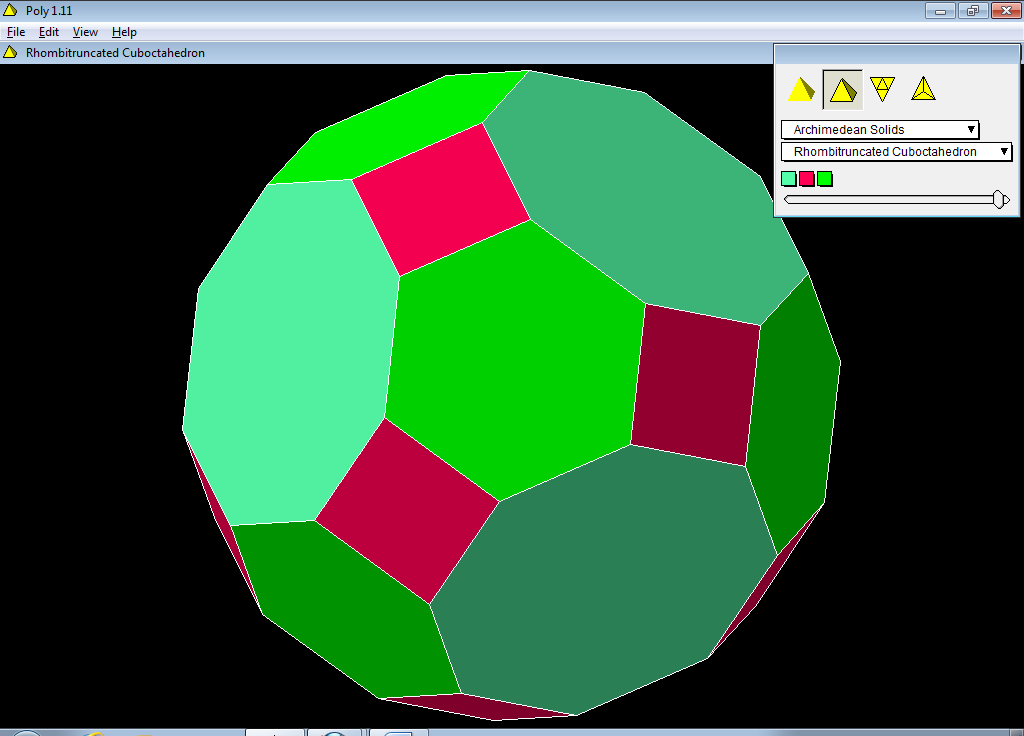 Poly 1.11
File Edit View Help
Rhombitruncated Cuboctahedron
Archimedean Solids
Rhombitruncated Cuboctahedron